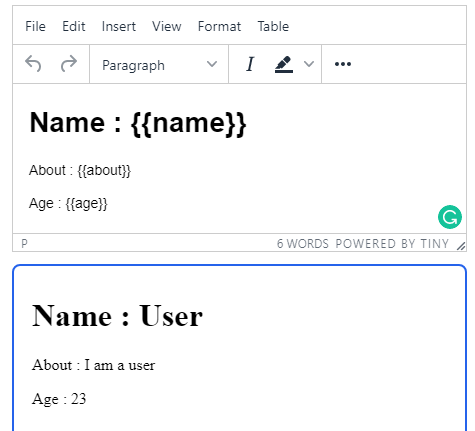 File Edit Insert View Format Table
Paragraph I
Name : {{name}}
About : {{about}}
Age : {{age}}
P 6 WORDS POWERED BY TINY
Name : User
About : I am a user
Age : 23